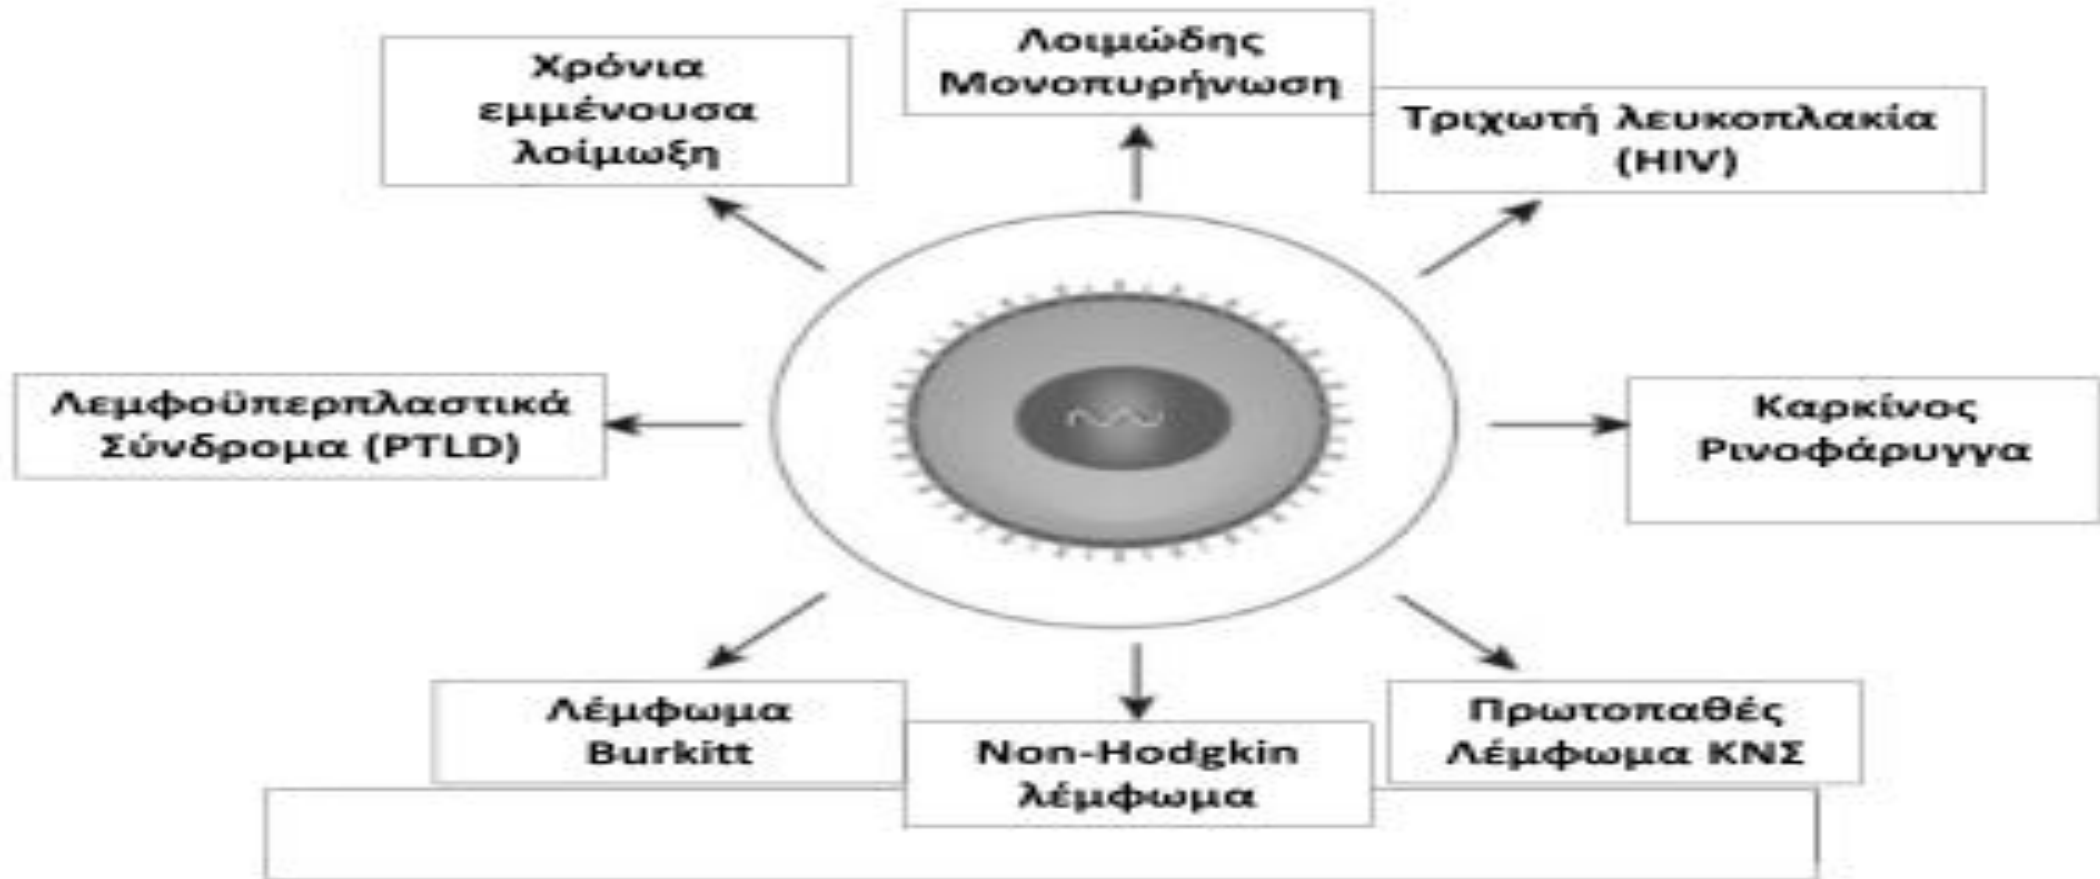 Χρόνια
εμμένουσα
λοίμωξη
Λοιμώδης
Μονοπυρήνωση
Τριχωτή λευκοπλακία
(HIV)
Λεμφοϋπερπλαστικά
Σύνδρομα (PTLD)
Καρκίνος
Ρινοφάρυγγα
Λέμφωμα
Burkitt
Non-Hodgkin
λέμφωμα
Πρωτοπαθές
Λέμφωμα ΚΝΣ